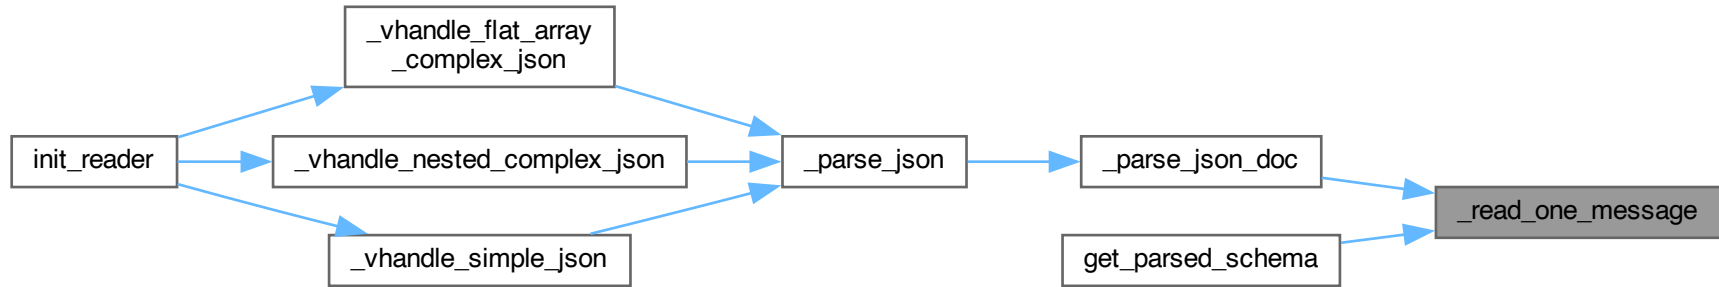 _vhandle_flat_array
_complex_json
init_reader
_vhandle_nested_complex_json
_parse_json
_parse_json_doc
_read_one_message
_vhandle_simple_json
get_parsed_schema